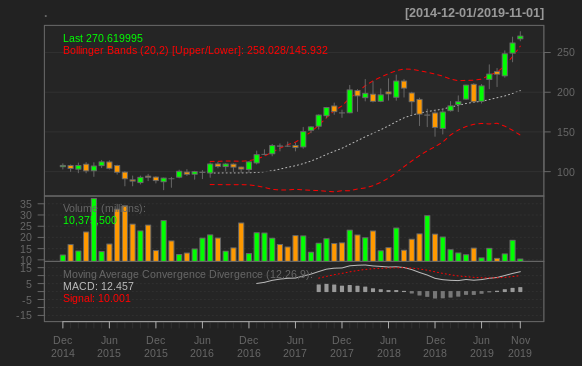 .
[2014-12-01/2019-11-01]
Last 270.619995
Bollinger Bands (20,2) [Upper/Lower]: 258.028/145.932
250
200
150
100
Volume (millions):
10,379,500
35
30
25
20
15
10
Moving Average Convergence Divergence (12,26,9):
MACD: 12.457
Signal: 10.001
15
5
-5
-15
Dec Jun Dec Jun Dec Jun Dec Jun Dec Jun Nov
2014 2015 2015 2016 2016 2017 2017 2018 2018 2019 2019